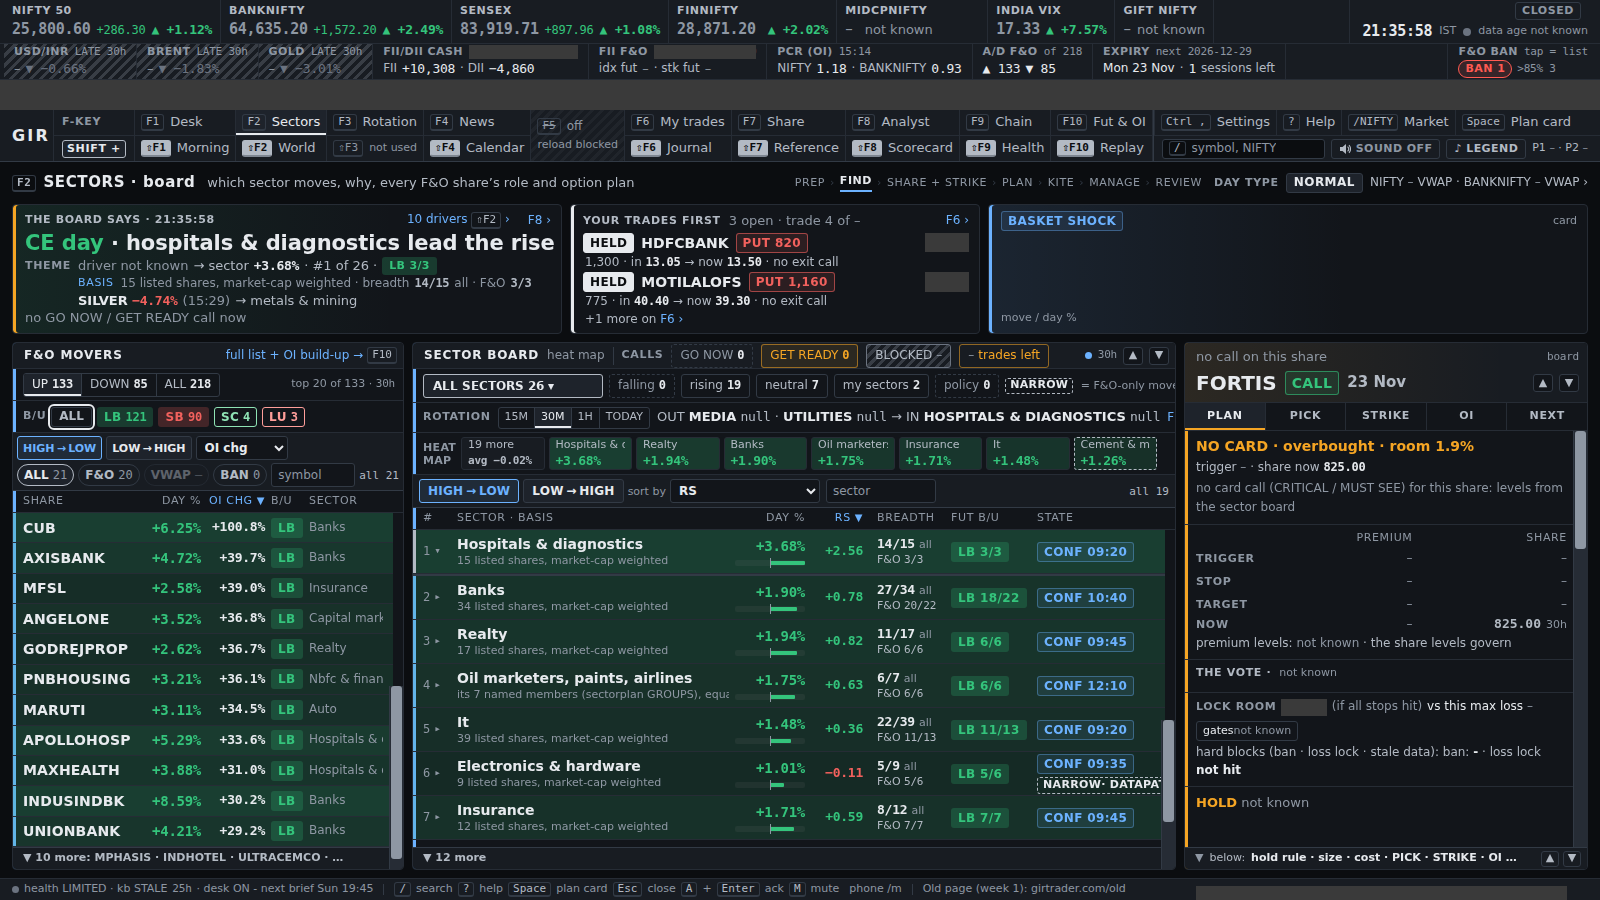 NIFTY 50 BANKNIFTY SENSEX FINNIFTY MIDCPNIFTY INDIA VIX GIFT NIFTY CLOSED
25,800.60 +286.30 ▲ +1.12% 64,635.20 +1,572.20 ▲ +2.49% 83,919.71 +897.96 ▲ +1.08% 28,871.20 ▲ +2.02% – not known 17.33 ▲ +7.57% – not known 21:35:58 IST ● data age not known
USD/INR LATE 30h BRENT LATE 30h GOLD LATE 30h FII/DII CASH FII F&O PCR (OI) 15:14 A/D F&O of 218 EXPIRY next 2026-12-29 F&O BAN tap = list
– ▼ −0.66% – ▼ −1.83% – ▼ −3.01% FII +10,308 · DII −4,860 idx fut – · stk fut – NIFTY 1.18 · BANKNIFTY 0.93 ▲ 133 ▼ 85 Mon 23 Nov · 1 sessions left BAN 1 >85% 3
GIR F-KEY F1 Desk F2 Sectors F3 Rotation F4 News F5 off F6 My trades F7 Share F8 Analyst F9 Chain F10 Fut & OI Ctrl , Settings ? Help /NIFTY Market Space Plan card
SHIFT + ⇧F1 Morning ⇧F2 World ⇧F3 not used ⇧F4 Calendar reload blocked ⇧F6 Journal ⇧F7 Reference ⇧F8 Scorecard ⇧F9 Health ⇧F10 Replay / symbol, NIFTY SOUND OFF ♪ LEGEND P1 – · P2 –
F2 SECTORS · board which sector moves, why, every F&O share's role and option plan PREP › FIND › SHARE + STRIKE › PLAN › KITE › MANAGE › REVIEW DAY TYPE NORMAL NIFTY – VWAP · BANKNIFTY – VWAP ›
THE BOARD SAYS · 21:35:58 10 drivers ⇧F2 › F8 ›
CE day · hospitals & diagnostics lead the rise
THEME driver not known → sector +3.68% · #1 of 26 · LB 3/3
BASIS 15 listed shares, market-cap weighted · breadth 14/15 all · F&O 3/3
SILVER −4.74% (15:29) → metals & mining
no GO NOW / GET READY call now
YOUR TRADES FIRST 3 open · trade 4 of – F6 ›
HELD HDFCBANK PUT 820
1,300 · in 13.05 → now 13.50 · no exit call
HELD MOTILALOFS PUT 1,160
775 · in 40.40 → now 39.30 · no exit call
+1 more on F6 ›
BASKET SHOCK card
move / day %
F&O MOVERS full list + OI build-up → F10
UP 133 DOWN 85 ALL 218 top 20 of 133 · 30h
B/U ALL LB 121 SB 90 SC 4 LU 3
HIGH → LOW LOW → HIGH OI chg
ALL 21 F&O 20 VWAP – BAN 0 symbol all 21
SHARE DAY % OI CHG ▼ B/U SECTOR
CUB +6.25% +100.8% LB Banks
AXISBANK +4.72% +39.7% LB Banks
MFSL +2.58% +39.0% LB Insurance
ANGELONE +3.52% +36.8% LB Capital mark
GODREJPROP +2.62% +36.7% LB Realty
PNBHOUSING +3.21% +36.1% LB Nbfc & finan
MARUTI +3.11% +34.5% LB Auto
APOLLOHOSP +5.29% +33.6% LB Hospitals &
MAXHEALTH +3.88% +31.0% LB Hospitals &
INDUSINDBK +8.59% +30.2% LB Banks
UNIONBANK +4.21% +29.2% LB Banks
▼ 10 more: MPHASIS · INDHOTEL · ULTRACEMCO · …
SECTOR BOARD heat map CALLS GO NOW 0 GET READY 0 BLOCKED – – trades left ● 30h ▲ ▼
ALL SECTORS 26 ▾ falling 0 rising 19 neutral 7 my sectors 2 policy 0 NARROW = F&O-only move
ROTATION 15M 30M 1H TODAY OUT MEDIA null · UTILITIES null → IN HOSPITALS & DIAGNOSTICS null F
HEAT MAP 19 more Hospitals & d Realty Banks Oil marketers Insurance It Cement & m
avg −0.02% +3.68% +1.94% +1.90% +1.75% +1.71% +1.48% +1.26%
HIGH → LOW LOW → HIGH sort by RS sector all 19
# SECTOR · BASIS DAY % RS ▼ BREADTH FUT B/U STATE
1 ▾ Hospitals & diagnostics +3.68% +2.56 14/15 all LB 3/3 CONF 09:20
15 listed shares, market-cap weighted F&O 3/3
2 ▸ Banks +1.90% +0.78 27/34 all LB 18/22 CONF 10:40
34 listed shares, market-cap weighted F&O 20/22
3 ▸ Realty +1.94% +0.82 11/17 all LB 6/6 CONF 09:45
17 listed shares, market-cap weighted F&O 6/6
4 ▸ Oil marketers, paints, airlines +1.75% +0.63 6/7 all LB 6/6 CONF 12:10
its 7 named members (sectorplan GROUPS), equa F&O 6/6
5 ▸ It +1.48% +0.36 22/39 all LB 11/13 CONF 09:20
39 listed shares, market-cap weighted F&O 11/13
6 ▸ Electronics & hardware +1.01% −0.11 5/9 all LB 5/6 CONF 09:35
9 listed shares, market-cap weighted F&O 5/6 NARROW· DATAPAT
7 ▸ Insurance +1.71% +0.59 8/12 all LB 7/7 CONF 09:45
12 listed shares, market-cap weighted F&O 7/7
▼ 12 more
no call on this share board
FORTIS CALL 23 Nov ▲ ▼
PLAN PICK STRIKE OI NEXT
NO CARD · overbought · room 1.9%
trigger – · share now 825.00
no card call (CRITICAL / MUST SEE) for this share: levels from
the sector board
PREMIUM SHARE
TRIGGER – –
STOP – –
TARGET – –
NOW – 825.00 30h
premium levels: not known · the share levels govern
THE VOTE · not known
LOCK ROOM (if all stops hit) vs this max loss –
gatesnot known
hard blocks (ban · loss lock · stale data): ban: - · loss lock
not hit
HOLD not known
▼ below: hold rule · size · cost · PICK · STRIKE · OI … ▲ ▼
● health LIMITED · kb STALE 25h · desk ON - next brief Sun 19:45 | / search ? help Space plan card Esc close A + Enter ack M mute phone /m | Old page (week 1): girtrader.com/old